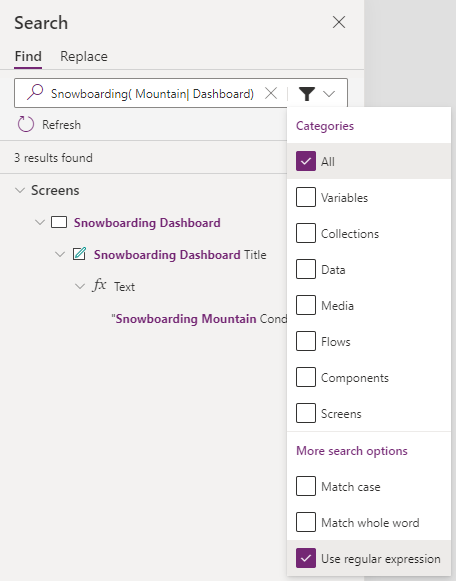 Search
Find Replace
Snowboarding( Mountain| Dashboard)
Refresh
3 results found
Screens
Snowboarding Dashboard
Snowboarding Dashboard Title
fx Text
"Snowboarding Mountain Cond
Categories
All
Variables
Collections
Data
Media
Flows
Components
Screens
More search options
Match case
Match whole word
Use regular expression